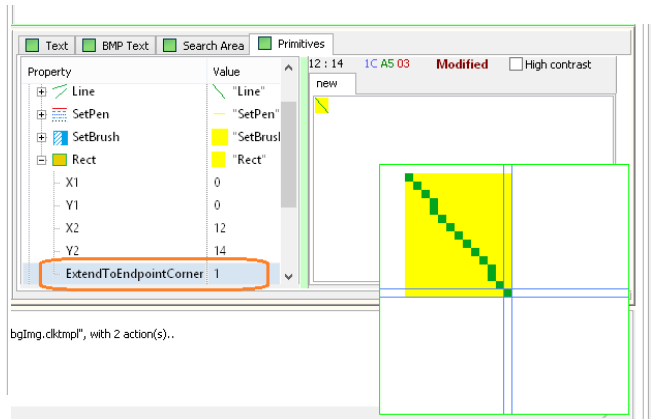 Text BMP Text Search Area Primitives
Property Value
Line "Line"
SetPen "SetPen"
SetBrush "SetBrusl
Rect "Rect"
X1 0
Y1 0
X2 12
Y2 14
ExtendToEndpointCorner 1
12 : 14 1C A5 03 Modified High contrast
new
bgImg.clktmpl", with 2 action(s)..